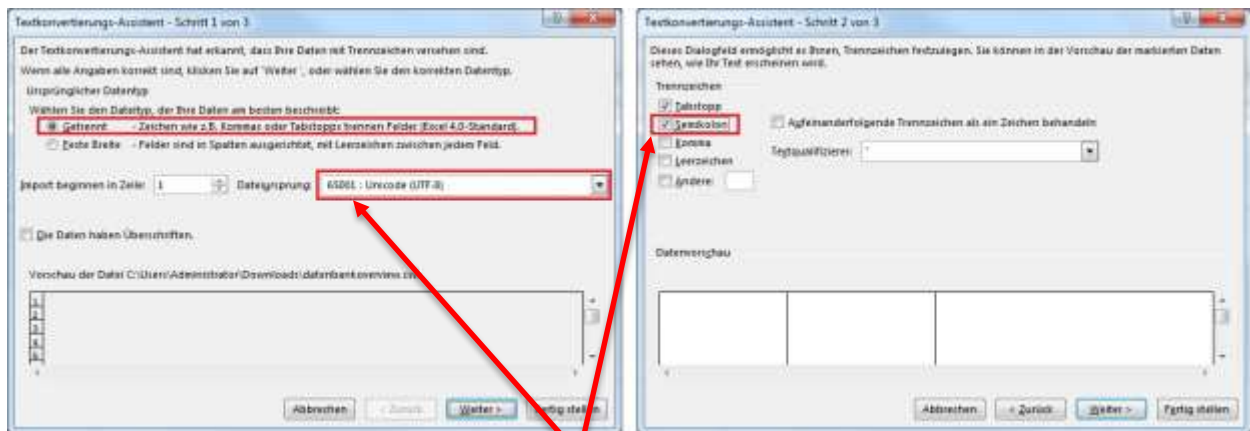 Textkonvertierungs-Assistent - Schritt 1 von 3
Der Textkonvertierungs-Assistent hat erkannt, dass Ihre Daten mit Trennzeichen versehen sind.
Wenn alle Angaben korrekt sind, klicken Sie auf 'Weiter ', oder wählen Sie den korrekten Datentyp.
Ursprünglicher Datentyp
Wählen Sie den Dateityp, der Ihre Daten am besten beschreibt:
Getrennt - Zeichen wie z.B. Kommas oder Tabstopps trennen Felder (Excel 4.0-Standard).
Feste Breite - Felder sind in Spalten ausgerichtet, mit Leerzeichen zwischen jedem Feld.
Import beginnen in Zeile: 1 Dateiursprung: 65001 : Unicode (UTF-8)
Die Daten haben Überschriften.
Vorschau der Datei C:\Users\Administrator\Downloads\
1
2
3
4
5
Abbrechen < Zurück Weiter > Fertig stellen
Textkonvertierungs-Assistent - Schritt 2 von 3
Dieses Dialogfeld ermöglicht es Ihnen, Trennzeichen festzulegen. Sie können in der Vorschau der markierten Daten
sehen, wie Ihr Text erscheinen wird.
Trennzeichen
Tabstopp
Semikolon
Komma
Leerzeichen
Andere:
Aufeinanderfolgende Trennzeichen als ein Zeichen behandeln
Textqualifizierer:
Datenvorschau
Abbrechen < Zurück Weiter > Fertig stellen